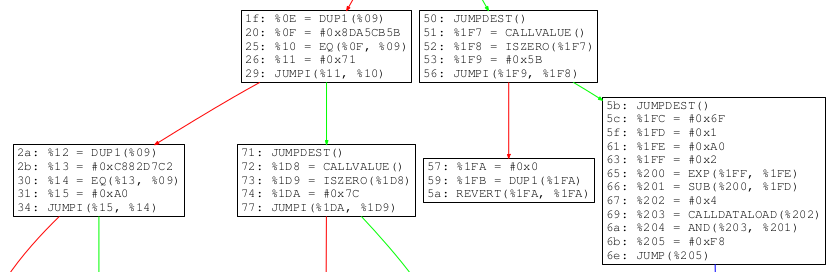 1f: %0E = DUP1(%09)
20: %0F = #0x8DA5CB5B
25: %10 = EQ(%0F, %09)
26: %11 = #0x71
29: JUMPI(%11, %10)
50: JUMPDEST()
51: %1F7 = CALLVALUE()
52: %1F8 = ISZERO(%1F7)
53: %1F9 = #0x5B
56: JUMPI(%1F9, %1F8)
5b: JUMPDEST()
5c: %1FC = #0x6F
5f: %1FD = #0x1
61: %1FE = #0xA0
63: %1FF = #0x2
65: %200 = EXP(%1FF, %1FE)
66: %201 = SUB(%200, %1FD)
67: %202 = #0x4
69: %203 = CALLDATALOAD(%202)
6a: %204 = AND(%203, %201)
6b: %205 = #0xF8
6e: JUMP(%205)
2a: %12 = DUP1(%09)
2b: %13 = #0xC882D7C2
30: %14 = EQ(%13, %09)
31: %15 = #0xA0
34: JUMPI(%15, %14)
71: JUMPDEST()
72: %1D8 = CALLVALUE()
73: %1D9 = ISZERO(%1D8)
74: %1DA = #0x7C
77: JUMPI(%1DA, %1D9)
57: %1FA = #0x0
59: %1FB = DUP1(%1FA)
5a: REVERT(%1FA, %1FA)